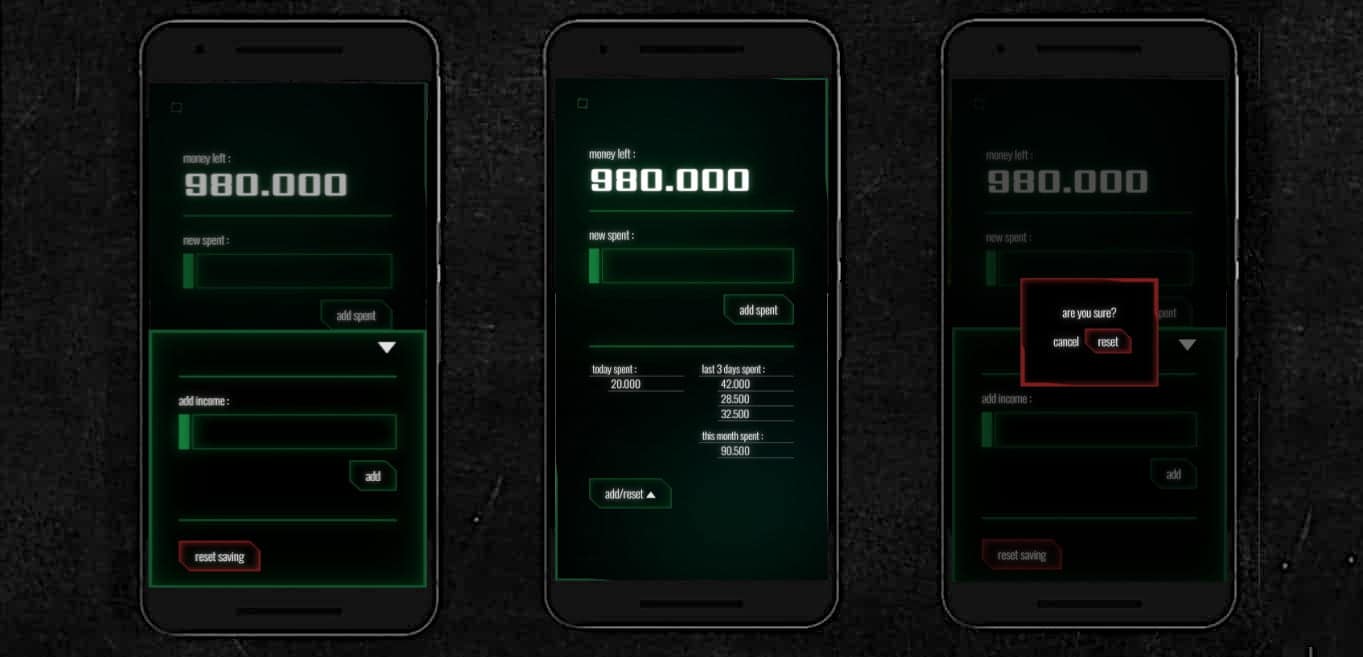 money left :
980.000
new spent :
add spent
add income :
add
reset saving
money left :
980.000
new spent :
add spent
today spent :
20.000
last 3 days spent :
42.000
28.500
32.500
this month spent :
90.500
add/reset
money left :
980.000
new spent :
pent
are you sure?
cancel reset
add income :
add
reset saving